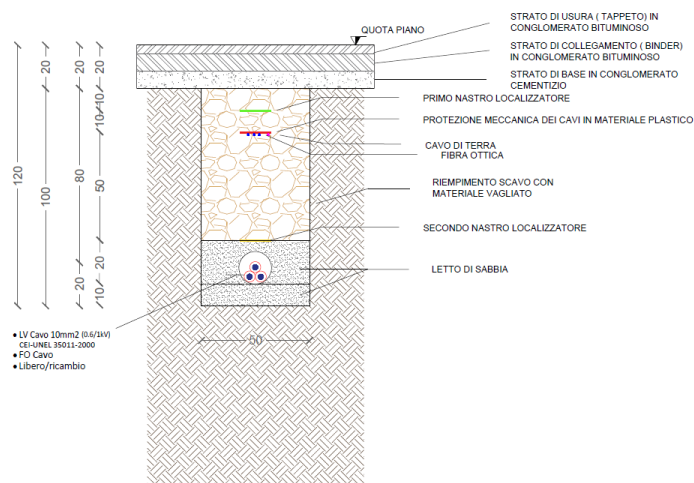 QUOTA PIANO
STRATO DI USURA ( TAPPETO) IN
CONGLOMERATO BITUMINOSO
STRATO DI COLLEGAMENTO ( BINDER)
IN CONGLOMERATO BITUMINOSO
STRATO DI BASE IN CONGLOMERATO
CEMENTIZIO
PRIMO NASTRO LOCALIZZATORE
PROTEZIONE MECCANICA DEI CAVI IN MATERIALE PLASTICO
CAVO DI TERRA
FIBRA OTTICA
RIEMPIMENTO SCAVO CON
MATERIALE VAGLIATO
SECONDO NASTRO LOCALIZZATORE
LETTO DI SABBIA
120
20
100
20
80
20
20
10
10
50
20
10
50
• LV Cavo 10mm2 (0.6/1kV)
CEI-UNEL 35011-2000
• FO Cavo
• Libero/ricambio